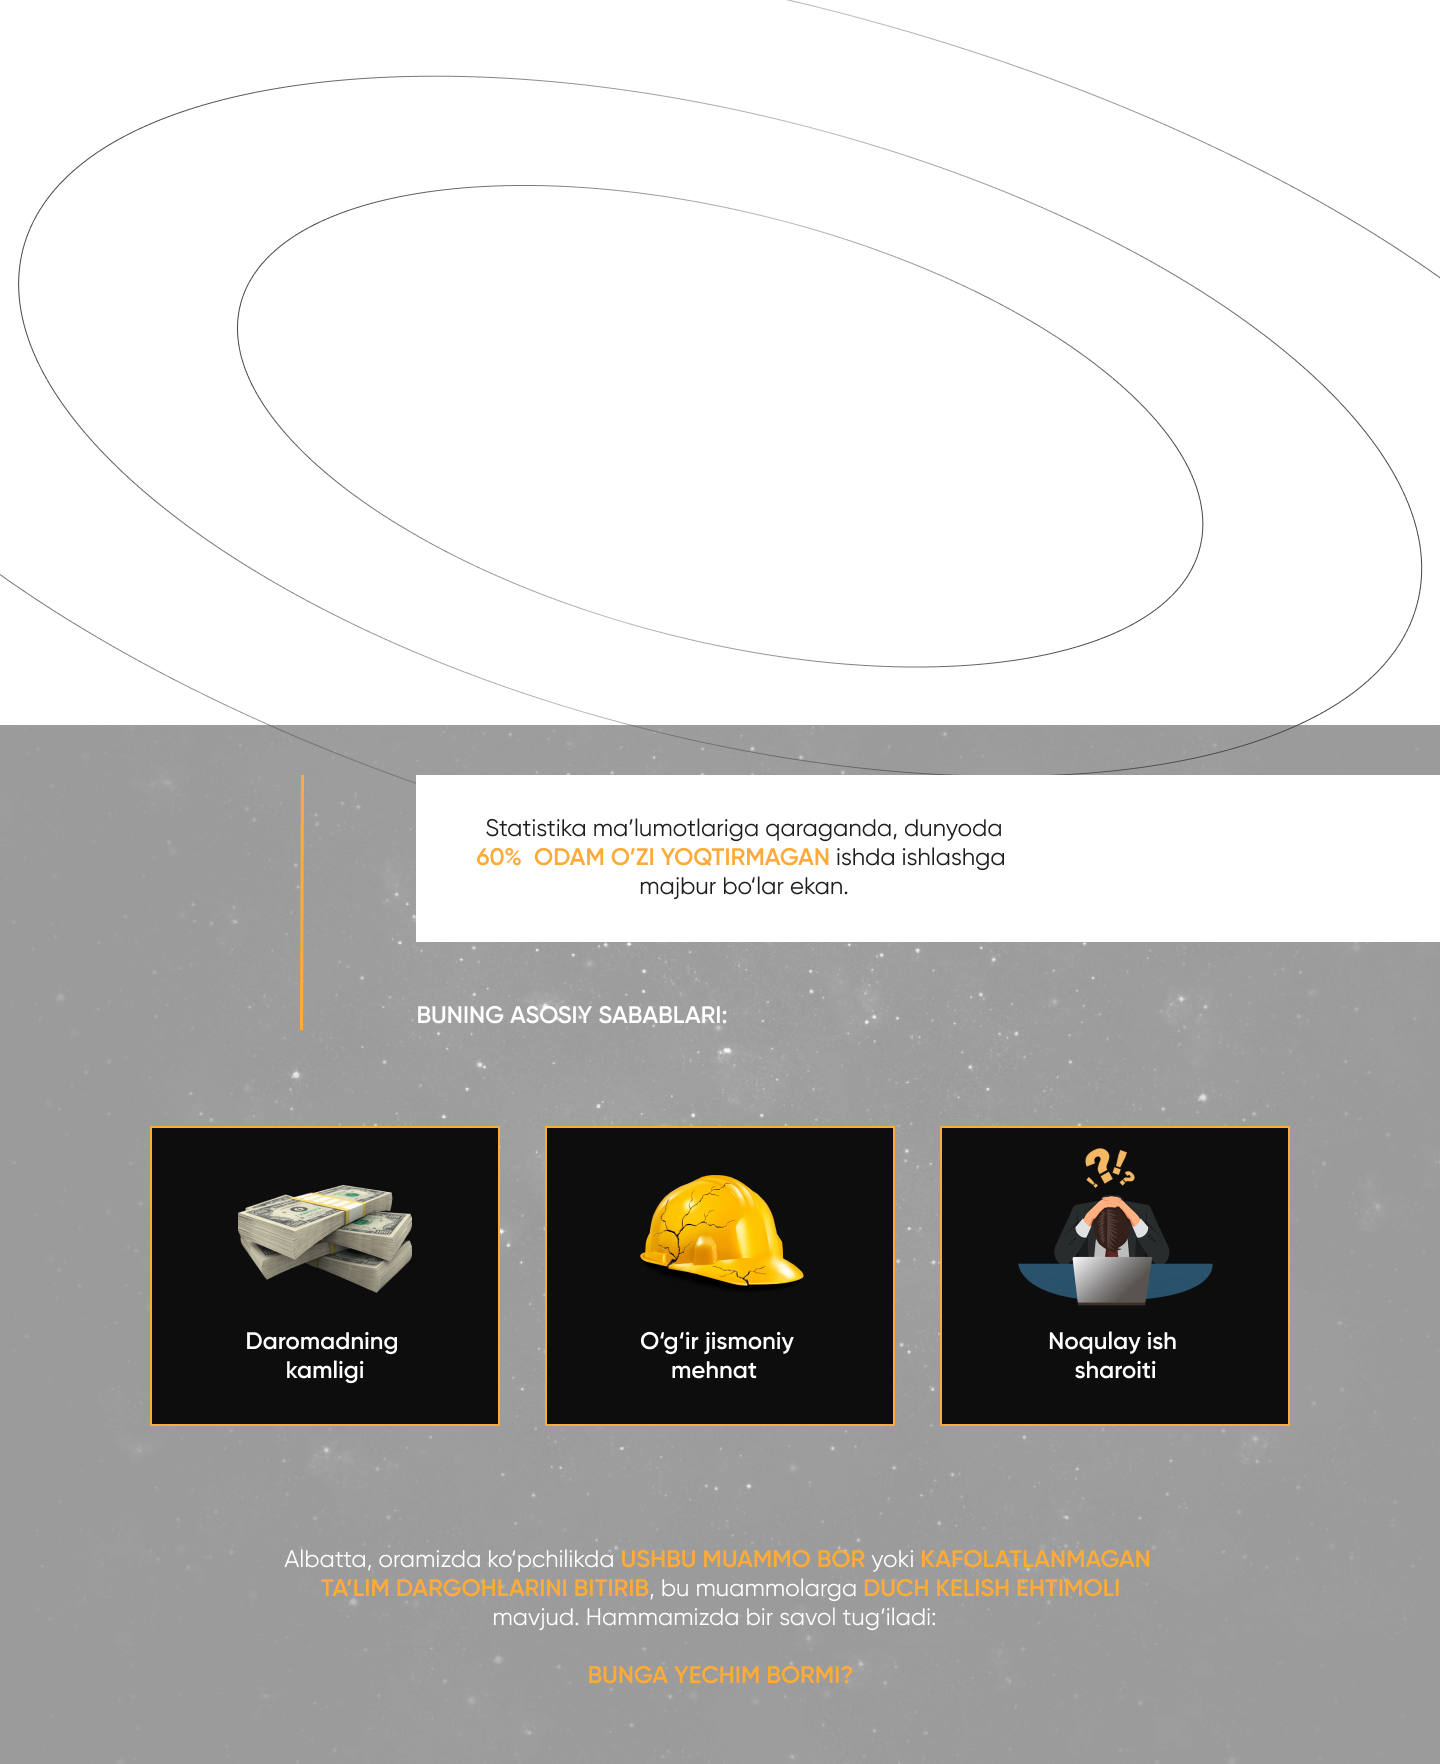 Statistika ma’lumotlariga qaraganda, dunyoda
60% ODAM O‘ZI YOQTIRMAGAN ishda ishlashga
majbur bo‘lar ekan.
BUNING ASOSIY SABABLARI:
Daromadning
kamligi
O‘g‘ir jismoniy
mehnat
?!
!?
Noqulay ish
sharoiti
Albatta, oramizda ko‘pchilikda USHBU MUAMMO BOR yoki KAFOLATLANMAGAN
TA’LIM DARGOHLARINI BITIRIB, bu muammolarga DUCH KELISH EHTIMOLI
mavjud. Hammamizda bir savol tug‘iladi:
BUNGA YECHIM BORMI?